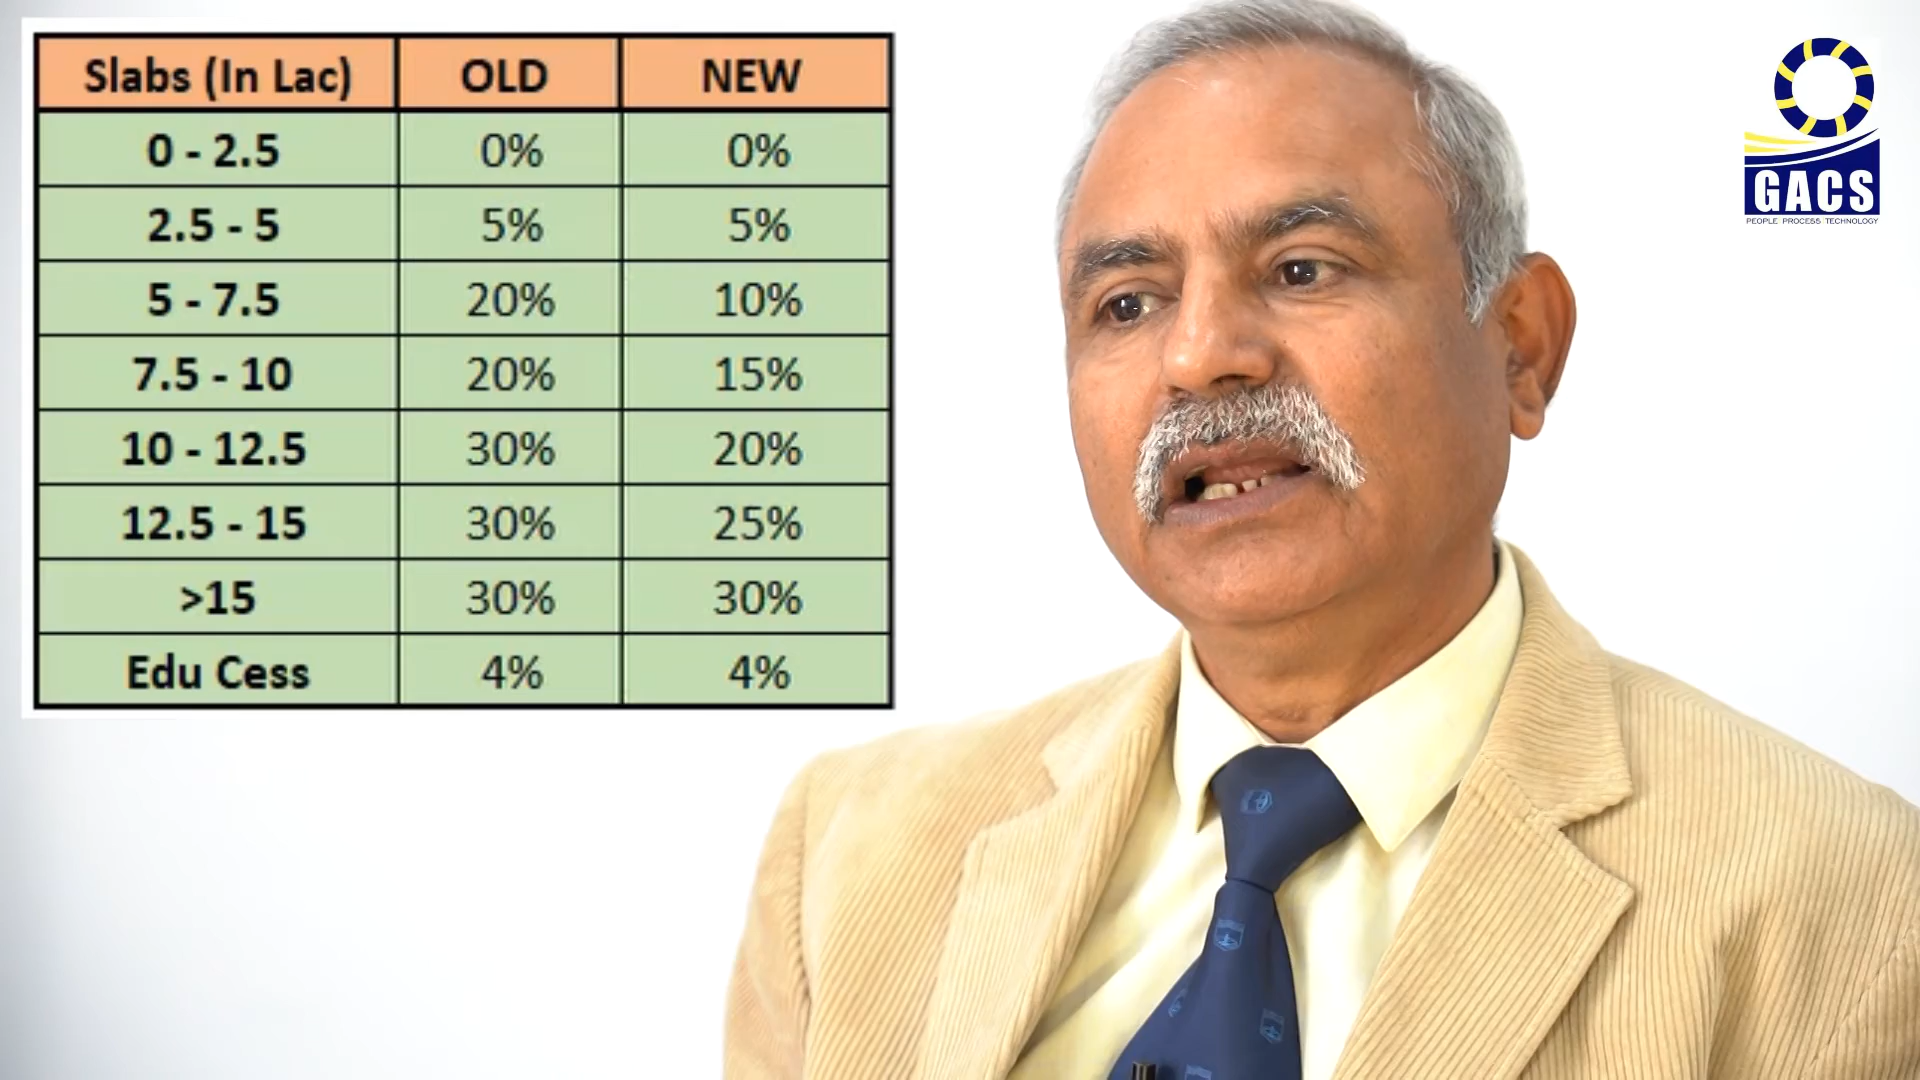 Slabs (In Lac) OLD NEW
0 - 2.5 0% 0%
2.5 - 5 5% 5%
5 - 7.5 20% 10%
7.5 - 10 20% 15%
10 - 12.5 30% 20%
12.5 - 15 30% 25%
>15 30% 30%
Edu Cess 4% 4%
GACS
PEOPLE PROCESS TECHNOLOGY